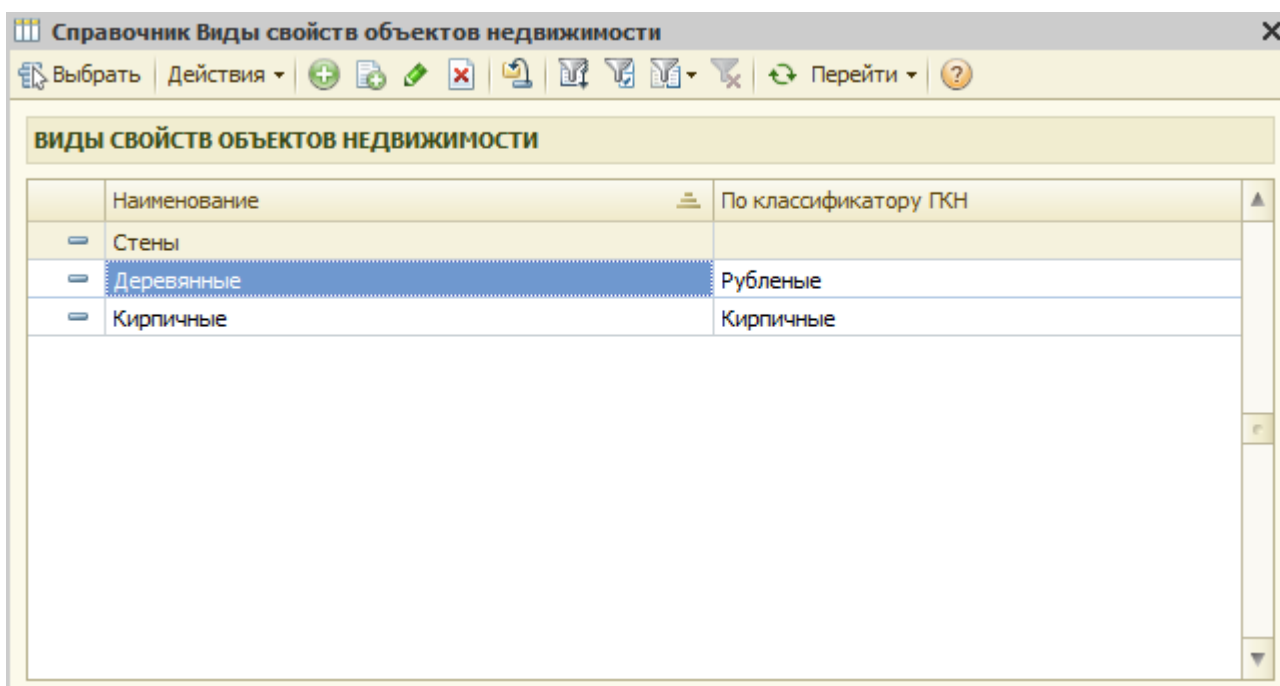 Справочник Виды свойств объектов недвижимости
Выбрать Действия Перейти
ВИДЫ СВОЙСТВ ОБЪЕКТОВ НЕДВИЖИМОСТИ
Наименование По классификатору ГКН
Стены
Деревянные Рубленые
Кирпичные Кирпичные